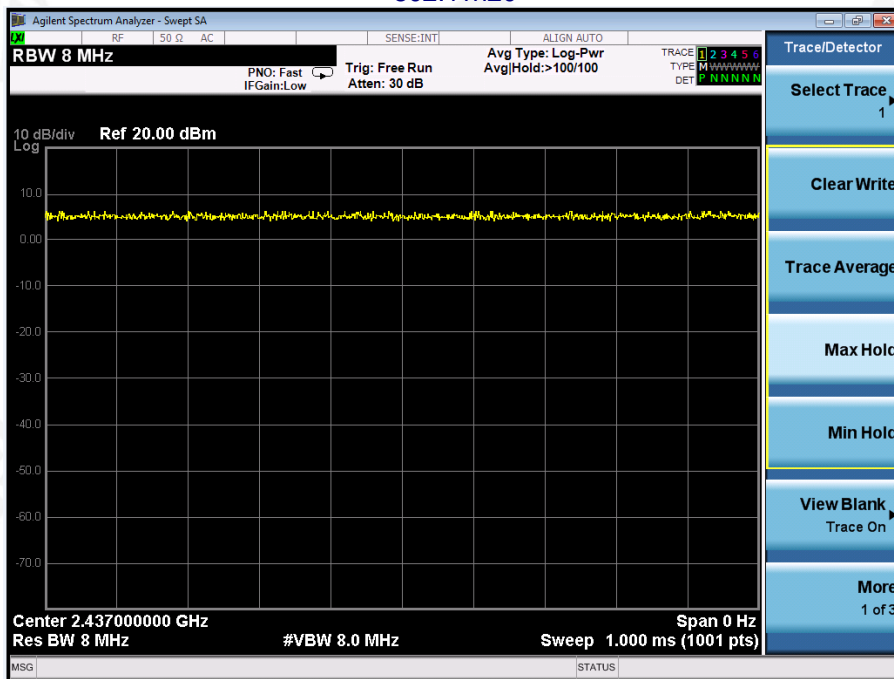 Agilent Spectrum Analyzer - Swept SA
LXI RF 50 Ω AC SENSE:INT ALIGN AUTO
RBW 8 MHz
PNO: Fast
IFGain:Low
Trig: Free Run
Atten: 30 dB
Avg Type: Log-Pwr
Avg|Hold:>100/100
TRACE 1 2 3 4 5 6
TYPE M WWWWW
DET P N N N N N
10 dB/div Ref 20.00 dBm
Log
10.0
0.00
-10.0
-20.0
-30.0
-40.0
-50.0
-60.0
-70.0
Center 2.437000000 GHz Span 0 Hz
Res BW 8 MHz #VBW 8.0 MHz Sweep 1.000 ms (1001 pts)
MSG STATUS
Trace/Detector
Select Trace
1
Clear Write
Trace Average
Max Hold
Min Hold
View Blank
Trace On
More
1 of 3